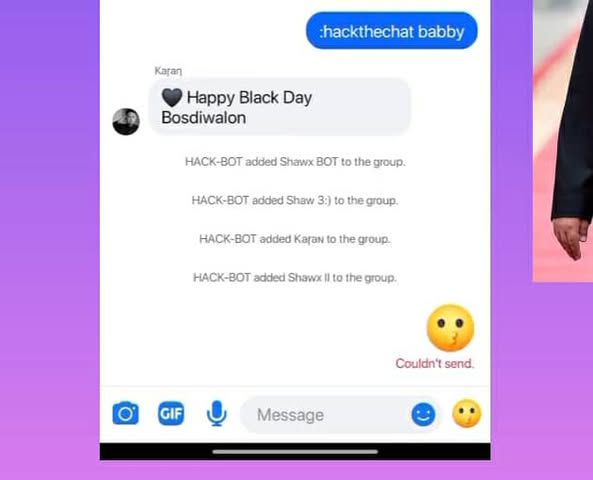 :hackthechat babby
Kąŗąη
🖤 Happy Black Day
Bosdiwalon
HACK-BOT added Shawx BOT to the group.
HACK-BOT added Shaw 3:) to the group.
HACK-BOT added Kąŗąɴ to the group.
HACK-BOT added Shawx II to the group.
Couldn't send.
GIF
Message